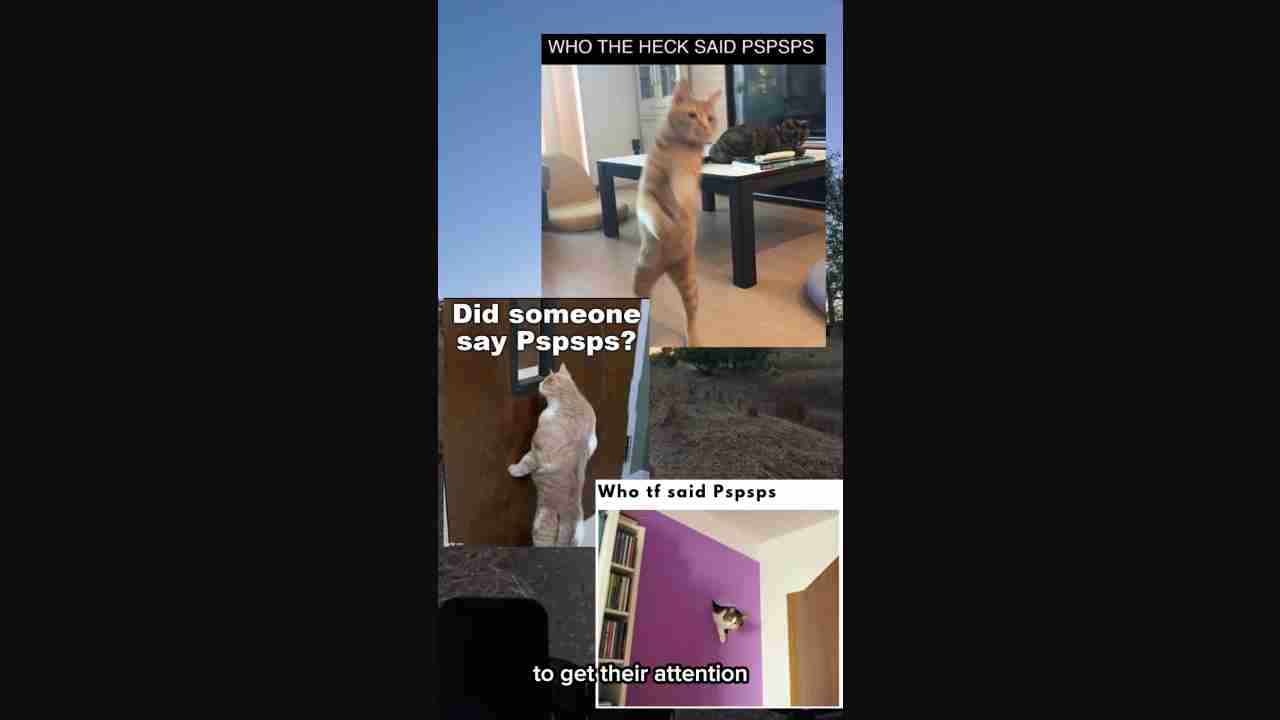 WHO THE HECK SAID PSPSPS
Did someone
say Pspsps?
Who tf said Pspsps
to get their attention